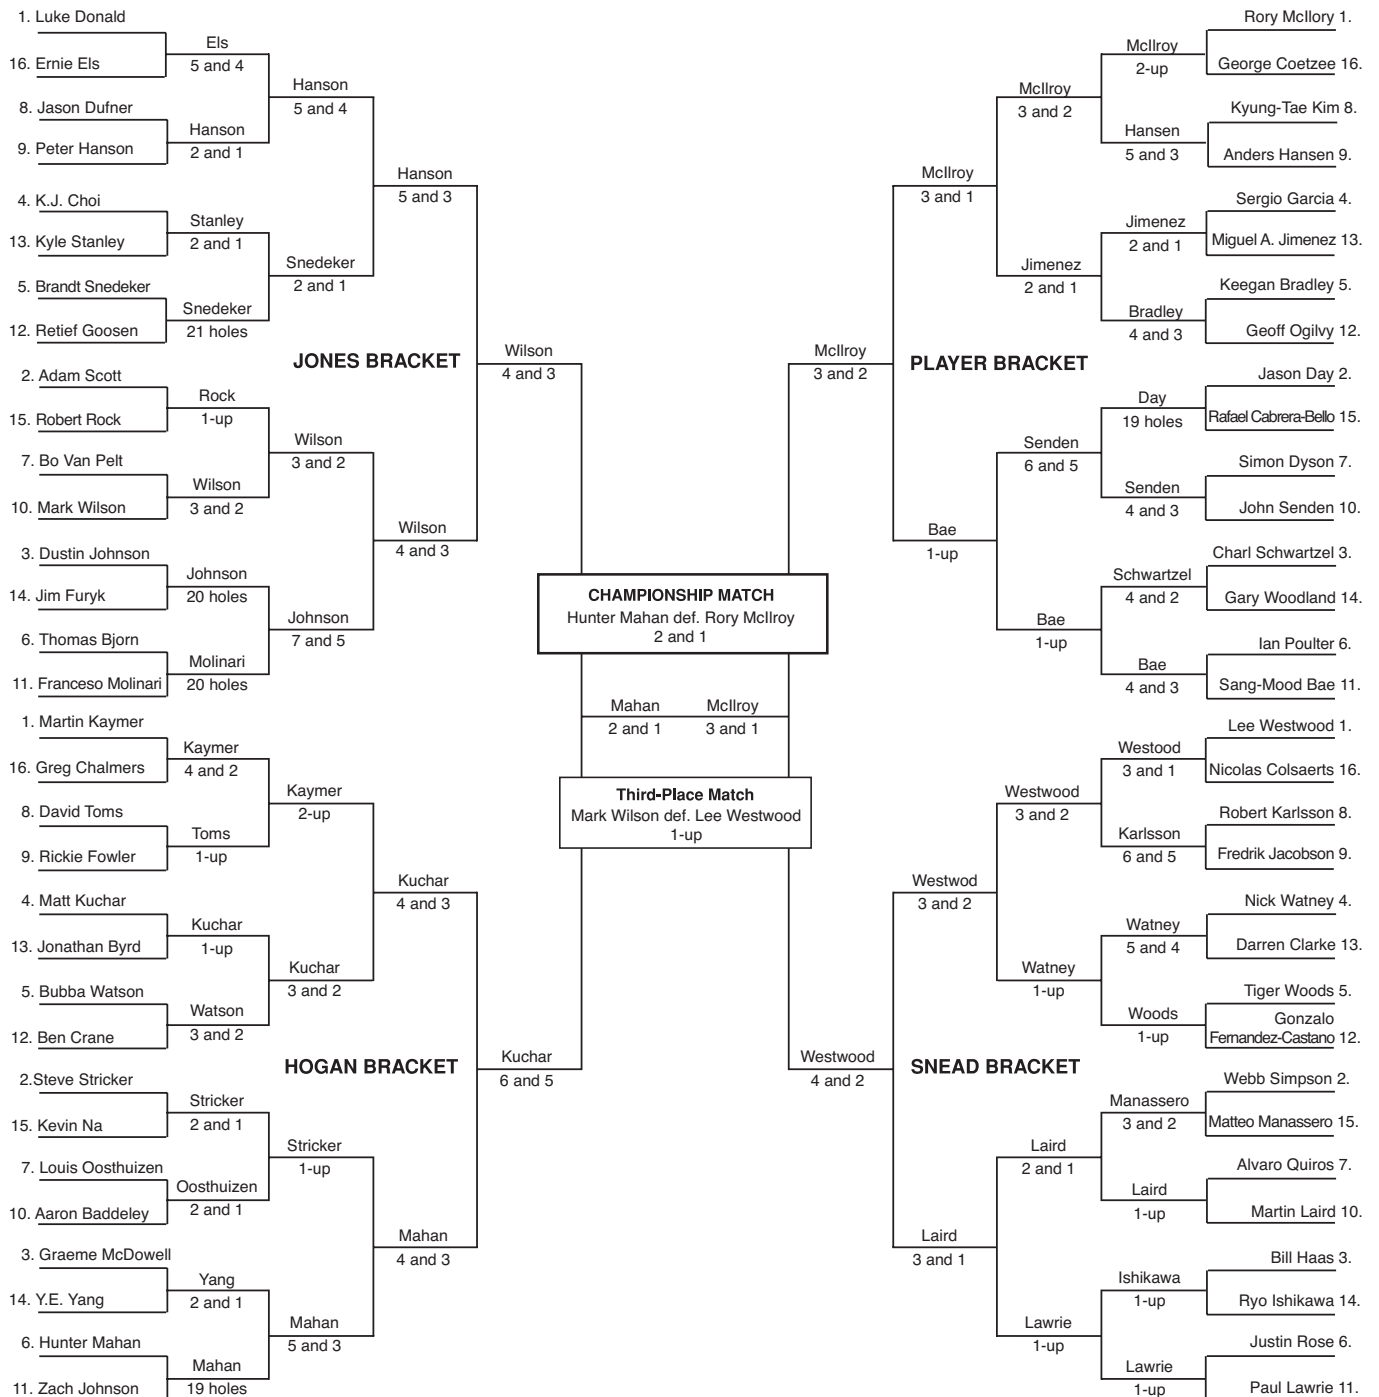 1. Luke Donald
16. Ernie Els
8. Jason Dufner
9. Peter Hanson
4. K.J. Choi
13. Kyle Stanley
5. Brandt Snedeker
12. Retief Goosen
2. Adam Scott
15. Robert Rock
7. Bo Van Pelt
10. Mark Wilson
3. Dustin Johnson
14. Jim Furyk
6. Thomas Bjorn
11. Franceso Molinari
Els
5 and 4
Hanson
2 and 1
Stanley
2 and 1
Snedeker
21 holes
Rock
1-up
Wilson
3 and 2
Johnson
20 holes
Molinari
20 holes
Hanson
5 and 4
Snedeker
2 and 1
Wilson
3 and 2
Johnson
7 and 5
Hanson
5 and 3
Wilson
4 and 3
JONES BRACKET
Wilson
4 and 3
1. Martin Kaymer
16. Greg Chalmers
8. David Toms
9. Rickie Fowler
4. Matt Kuchar
13. Jonathan Byrd
5. Bubba Watson
12. Ben Crane
2.Steve Stricker
15. Kevin Na
7. Louis Oosthuizen
10. Aaron Baddeley
3. Graeme McDowell
14. Y.E. Yang
6. Hunter Mahan
11. Zach Johnson
Kaymer
4 and 2
Toms
1-up
Kuchar
1-up
Watson
3 and 2
Stricker
2 and 1
Oosthuizen
2 and 1
Yang
2 and 1
Mahan
19 holes
Kaymer
2-up
Kuchar
3 and 2
Stricker
1-up
Mahan
5 and 3
Kuchar
4 and 3
Mahan
4 and 3
HOGAN BRACKET
Kuchar
6 and 5
CHAMPIONSHIP MATCH
Hunter Mahan def. Rory McIlroy
2 and 1
Mahan
2 and 1
McIlroy
3 and 1
Third-Place Match
Mark Wilson def. Lee Westwood
1-up
McIlroy
3 and 2
PLAYER BRACKET
McIlroy
3 and 1
Bae
1-up
McIlroy
3 and 2
Jimenez
2 and 1
Senden
6 and 5
Bae
1-up
McIlroy
2-up
Hansen
5 and 3
Jimenez
2 and 1
Bradley
4 and 3
Day
19 holes
Senden
4 and 3
Schwartzel
4 and 2
Bae
4 and 3
Rory McIlory 1.
George Coetzee 16.
Kyung-Tae Kim 8.
Anders Hansen 9.
Sergio Garcia 4.
Miguel A. Jimenez 13.
Keegan Bradley 5.
Geoff Ogilvy 12.
Jason Day 2.
Rafael Cabrera-Bello 15.
Simon Dyson 7.
John Senden 10.
Charl Schwartzel 3.
Gary Woodland 14.
Ian Poulter 6.
Sang-Mood Bae 11.
Westwood
4 and 2
SNEAD BRACKET
Westwod
3 and 2
Laird
3 and 1
Westwood
3 and 2
Watney
1-up
Laird
2 and 1
Lawrie
1-up
Westood
3 and 1
Karlsson
6 and 5
Watney
5 and 4
Woods
1-up
Manassero
3 and 2
Laird
1-up
Ishikawa
1-up
Lawrie
1-up
Lee Westwood 1.
Nicolas Colsaerts 16.
Robert Karlsson 8.
Fredrik Jacobson 9.
Nick Watney 4.
Darren Clarke 13.
Tiger Woods 5.
Gonzalo
Fernandez-Castano 12.
Webb Simpson 2.
Matteo Manassero 15.
Alvaro Quiros 7.
Martin Laird 10.
Bill Haas 3.
Ryo Ishikawa 14.
Justin Rose 6.
Paul Lawrie 11.